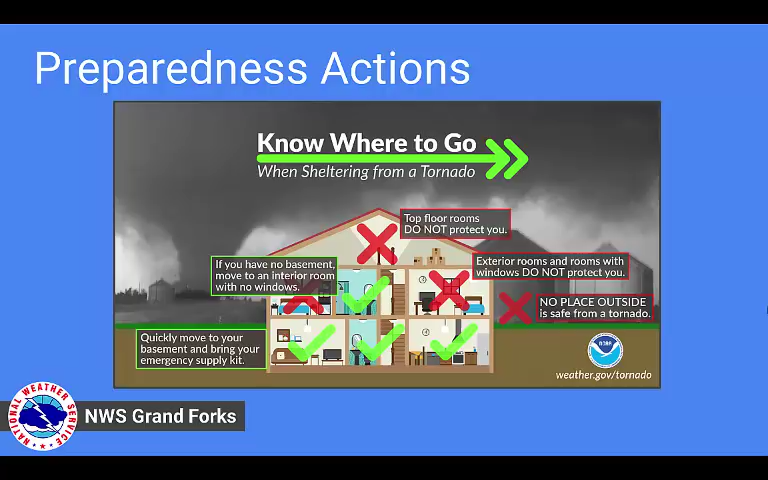 Preparedness Actions
Know Where to Go
When Sheltering from a Tornado
Top floor rooms
DO NOT protect you.
If you have no basement,
move to an interior room
with no windows.
Exterior rooms and rooms with
windows DO NOT protect you.
NO PLACE OUTSIDE
is safe from a tornado.
Quickly move to your
basement and bring your
emergency supply kit.
NOAA
weather.gov/tornado
NATIONAL WEATHER SERVICE
NWS Grand Forks